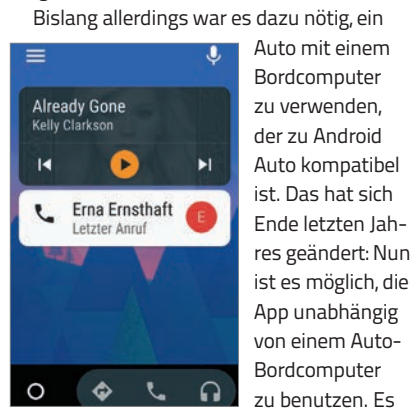 Bislang allerdings war es dazu nötig, ein
Auto mit einem
Bordcomputer
zu verwenden,
der zu Android
Auto kompatibel
ist. Das hat sich
Ende letzten Jah-
res geändert: Nun
ist es möglich, die
App unabhängig
von einem Auto-
Bordcomputer
zu benutzen. Es
Already Gone
Kelly Clarkson
Erna Ernsthaft
E
Letzter Anruf